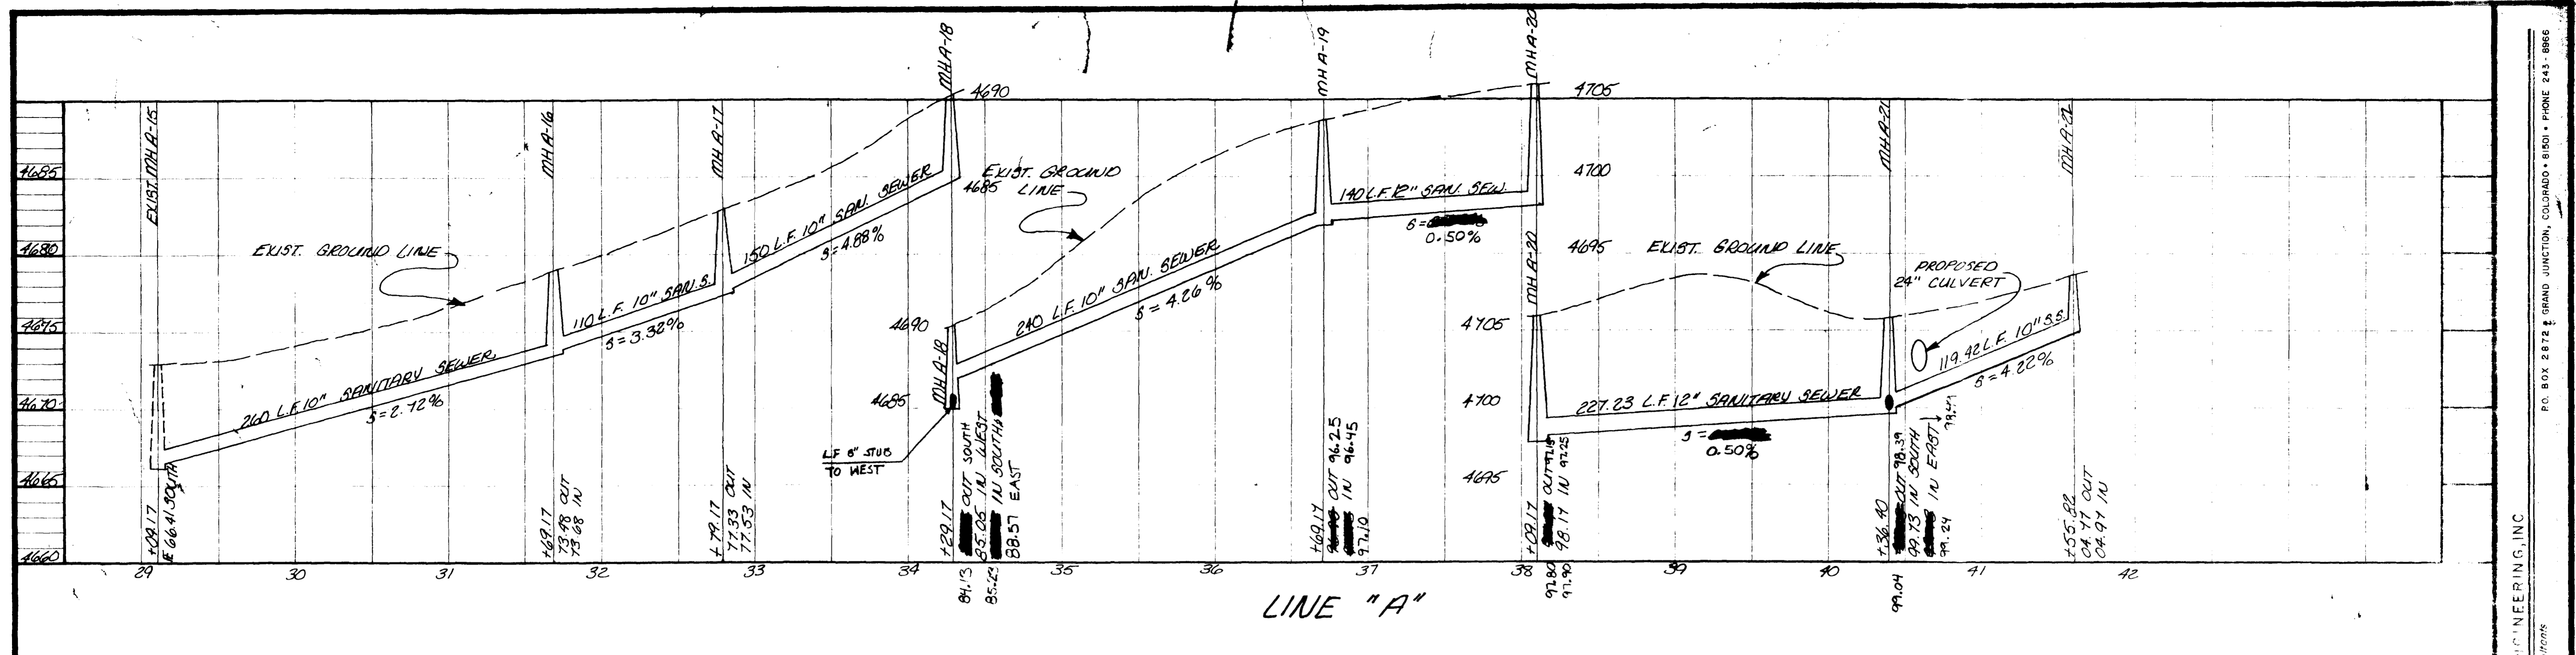 MH A-18
MH A-19
MH A-20
4690
4705
EXIST. MH A-15
MH A-16
MH A-17
MH A-21
MH A-22
4685
4680
4675
4670
4665
4660
EXIST. GROUND LINE
EXIST. GROUND
LINE
4685
4700
4695
EXIST. GROUND LINE
PROPOSED
24" CULVERT
260 L.F. 10" SANITARY SEWER
S=2.72%
110 L.F. 10" SAN. S.
S=3.32%
150 L.F. 10" SAN. SEWER
S=4.88%
240 L.F. 10" SAN. SEWER
S=4.26%
140 L.F. 12" SAN. SEW.
S=
0.50%
MH A-20
4690
MH A-18
4685
4705
4700
4695
227.23 L.F. 12" SANITARY SEWER
S=
0.50%
119.42 L.F. 10" S.S.
S=4.22%
L.F. 8" STUB
TO WEST
+09.17
IE 66.41 SOUTH
+69.17
73.48 OUT
73.68 IN
+79.17
77.33 OUT
77.53 IN
+29.17
OUT SOUTH
85.05 IN WEST
IN SOUTH
88.57 EAST
84.13
85.23
+69.17
OUT 96.25
IN 96.45
97.10
+09.17
OUT 97.15
98.17 IN 97.25
97.80
97.90
+36.40
OUT 98.39
99.73 IN SOUTH
IN EAST
99.24
98.49
99.04
+55.82
04.77 OUT
04.97 IN
29
30
31
32
33
34
35
36
37
38
39
40
41
42
LINE "A"
P.O. BOX 2872 • GRAND JUNCTION, COLORADO • 81501 • PHONE 243-8966
GINEERING, INC